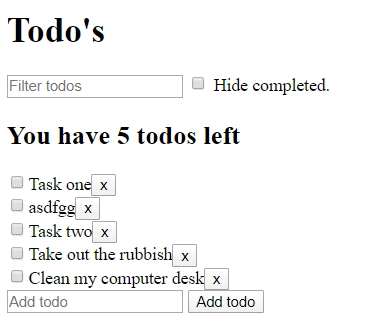 Todo's
Filter todos Hide completed.
You have 5 todos left
Task one x
asdfgg x
Task two x
Take out the rubbish x
Clean my computer desk x
Add todo Add todo